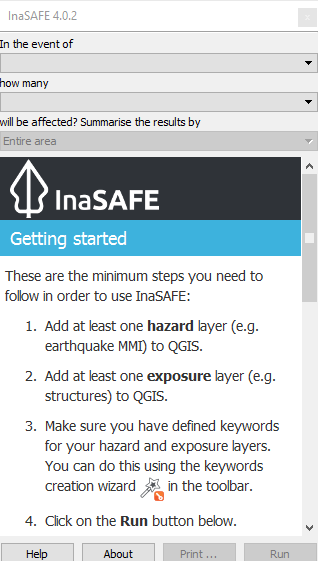 InaSAFE 4.0.2
In the event of
how many
will be affected? Summarise the results by
Entire area
InaSAFE
Getting started
These are the minimum steps you need to
follow in order to use InaSAFE:
1. Add at least one hazard layer (e.g.
earthquake MMI) to QGIS.
2. Add at least one exposure layer (e.g.
structures) to QGIS.
3. Make sure you have defined keywords
for your hazard and exposure layers.
You can do this using the keywords
creation wizard in the toolbar.
4. Click on the Run button below.
Help About Print ... Run